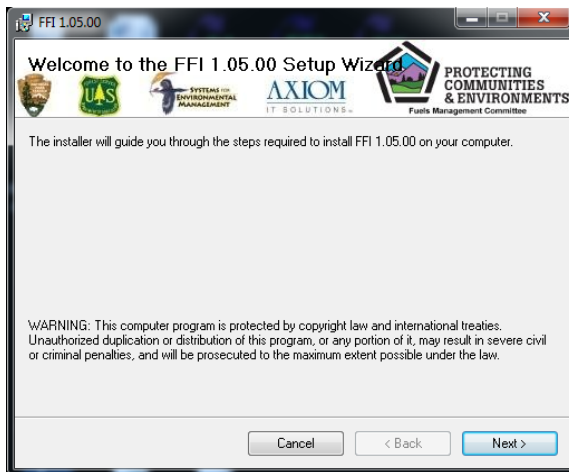 FFI 1.05.00
Welcome to the FFI 1.05.00 Setup Wizard
UAS
SYSTEMS FOR
ENVIRONMENTAL
MANAGEMENT
AXIOM
IT SOLUTIONS
PROTECTING
COMMUNITIES
& ENVIRONMENTS
Fuels Management Committee
The installer will guide you through the steps required to install FFI 1.05.00 on your computer.
WARNING: This computer program is protected by copyright law and international treaties.
Unauthorized duplication or distribution of this program, or any portion of it, may result in severe civil
or criminal penalties, and will be prosecuted to the maximum extent possible under the law.
Cancel
< Back
Next >